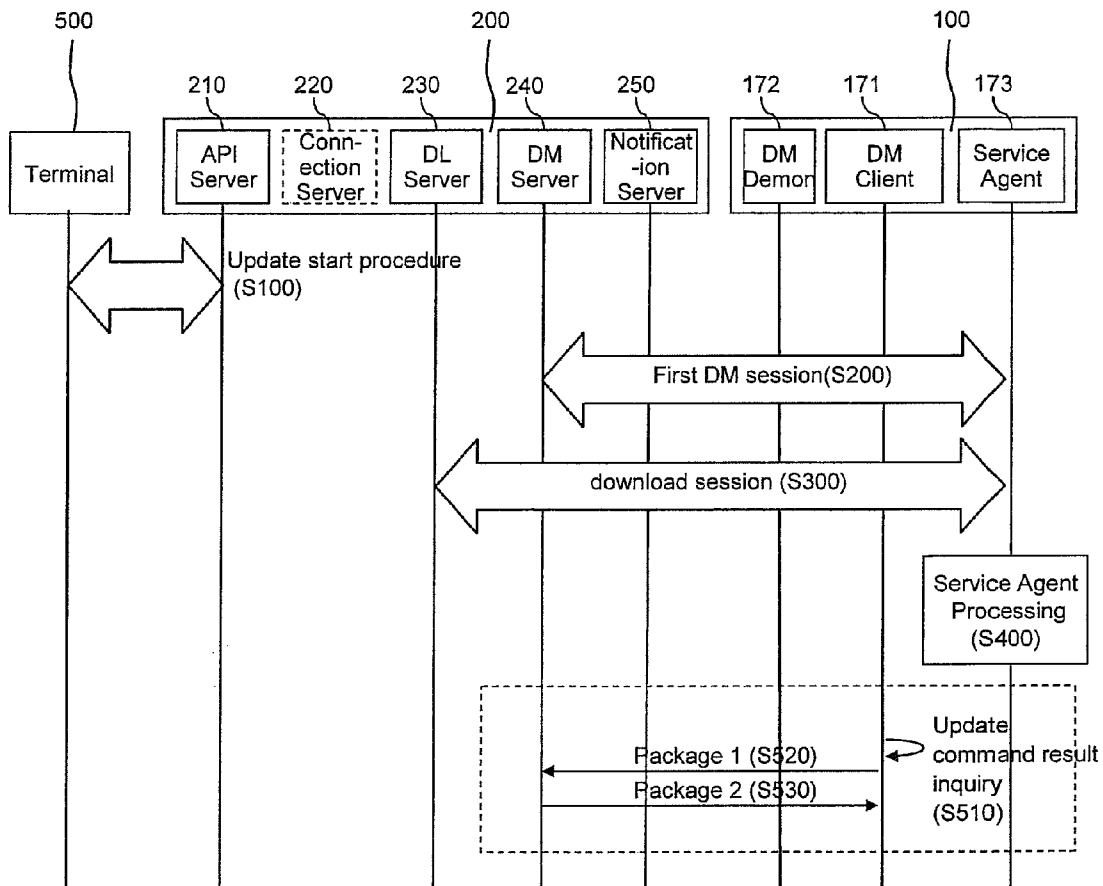 500
200
100
210
220
230
240
250
172
171
173
Terminal
API
Server
Conn-
ection
Server
DL
Server
DM
Server
Notificat
-ion
Server
DM
Demon
DM
Client
Service
Agent
Update start procedure
(S100)
First DM session(S200)
download session (S300)
Service Agent
Processing
(S400)
Update
command result
inquiry
(S510)
Package 1 (S520)
Package 2 (S530)